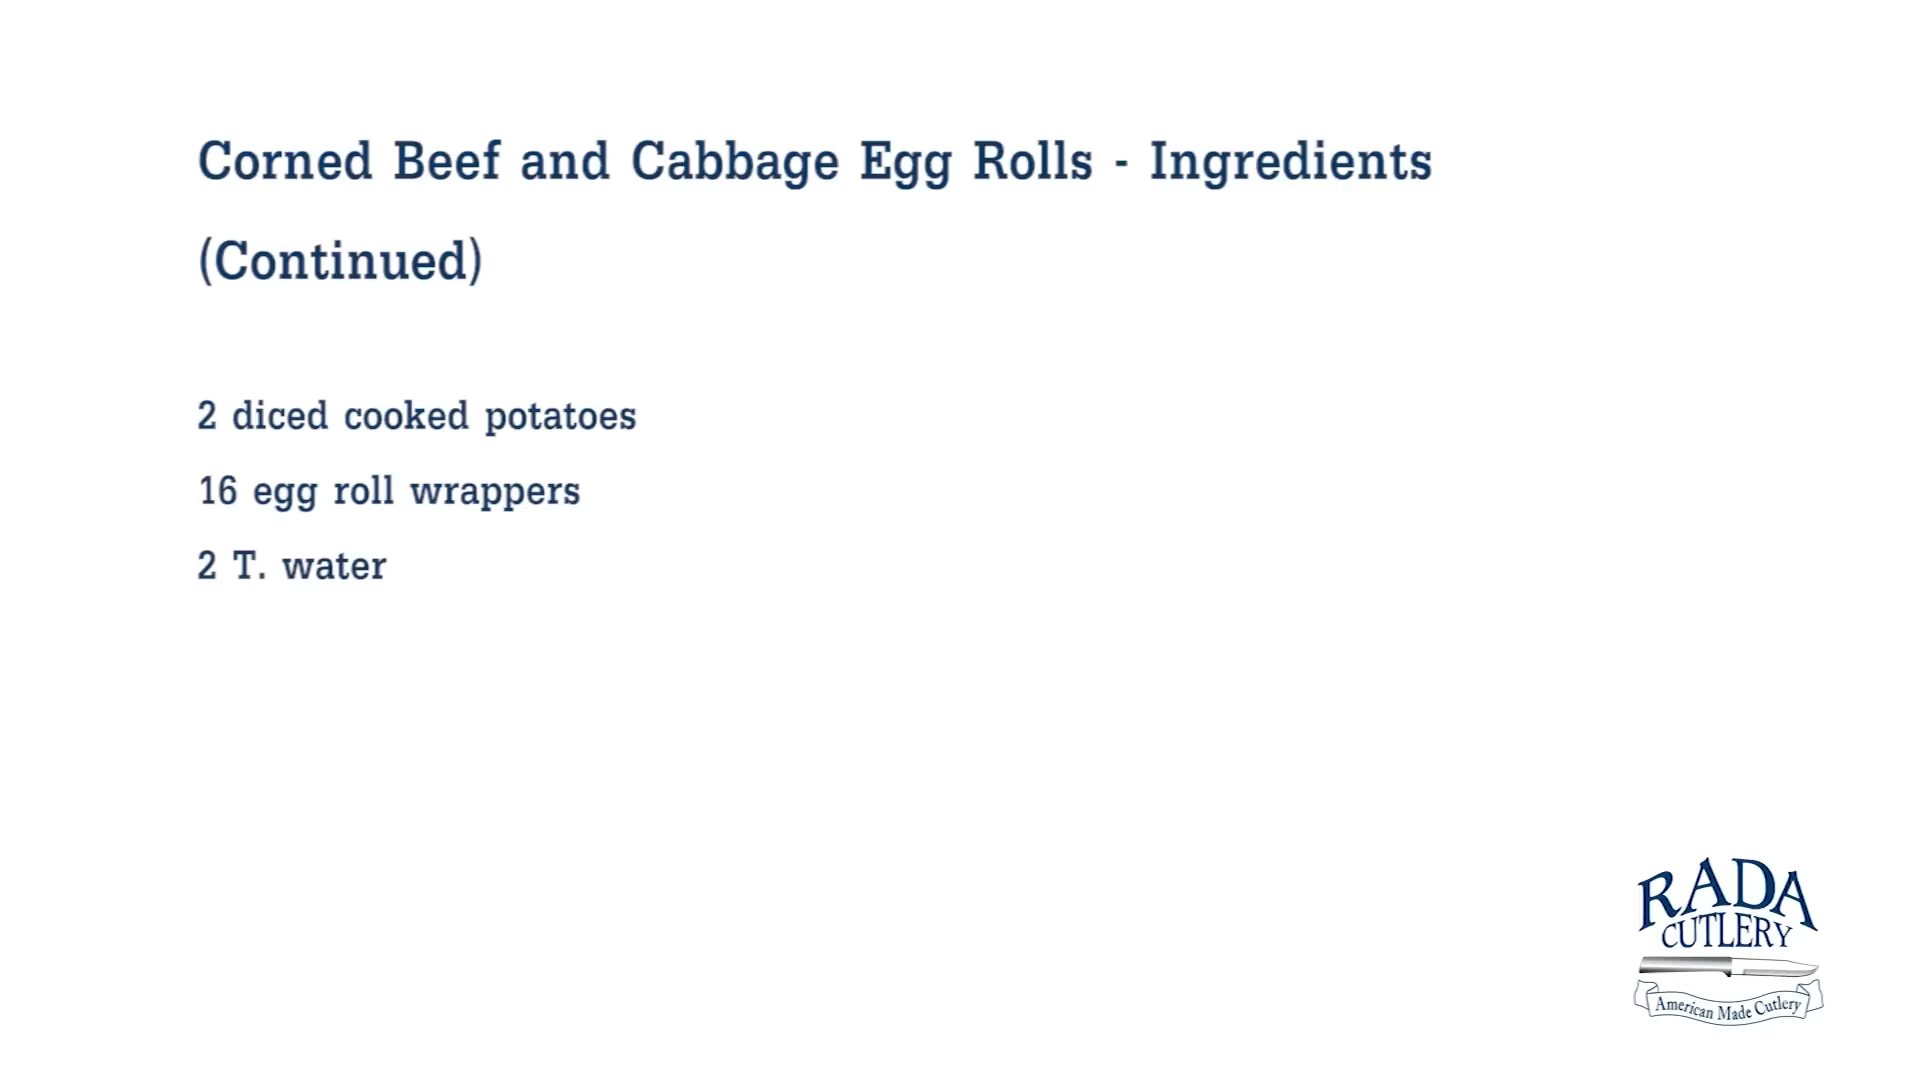 Corned Beef and Cabbage Egg Rolls - Ingredients
(Continued)
2 diced cooked potatoes
16 egg roll wrappers
2 T. water
RADA
CUTLERY
American Made Cutlery